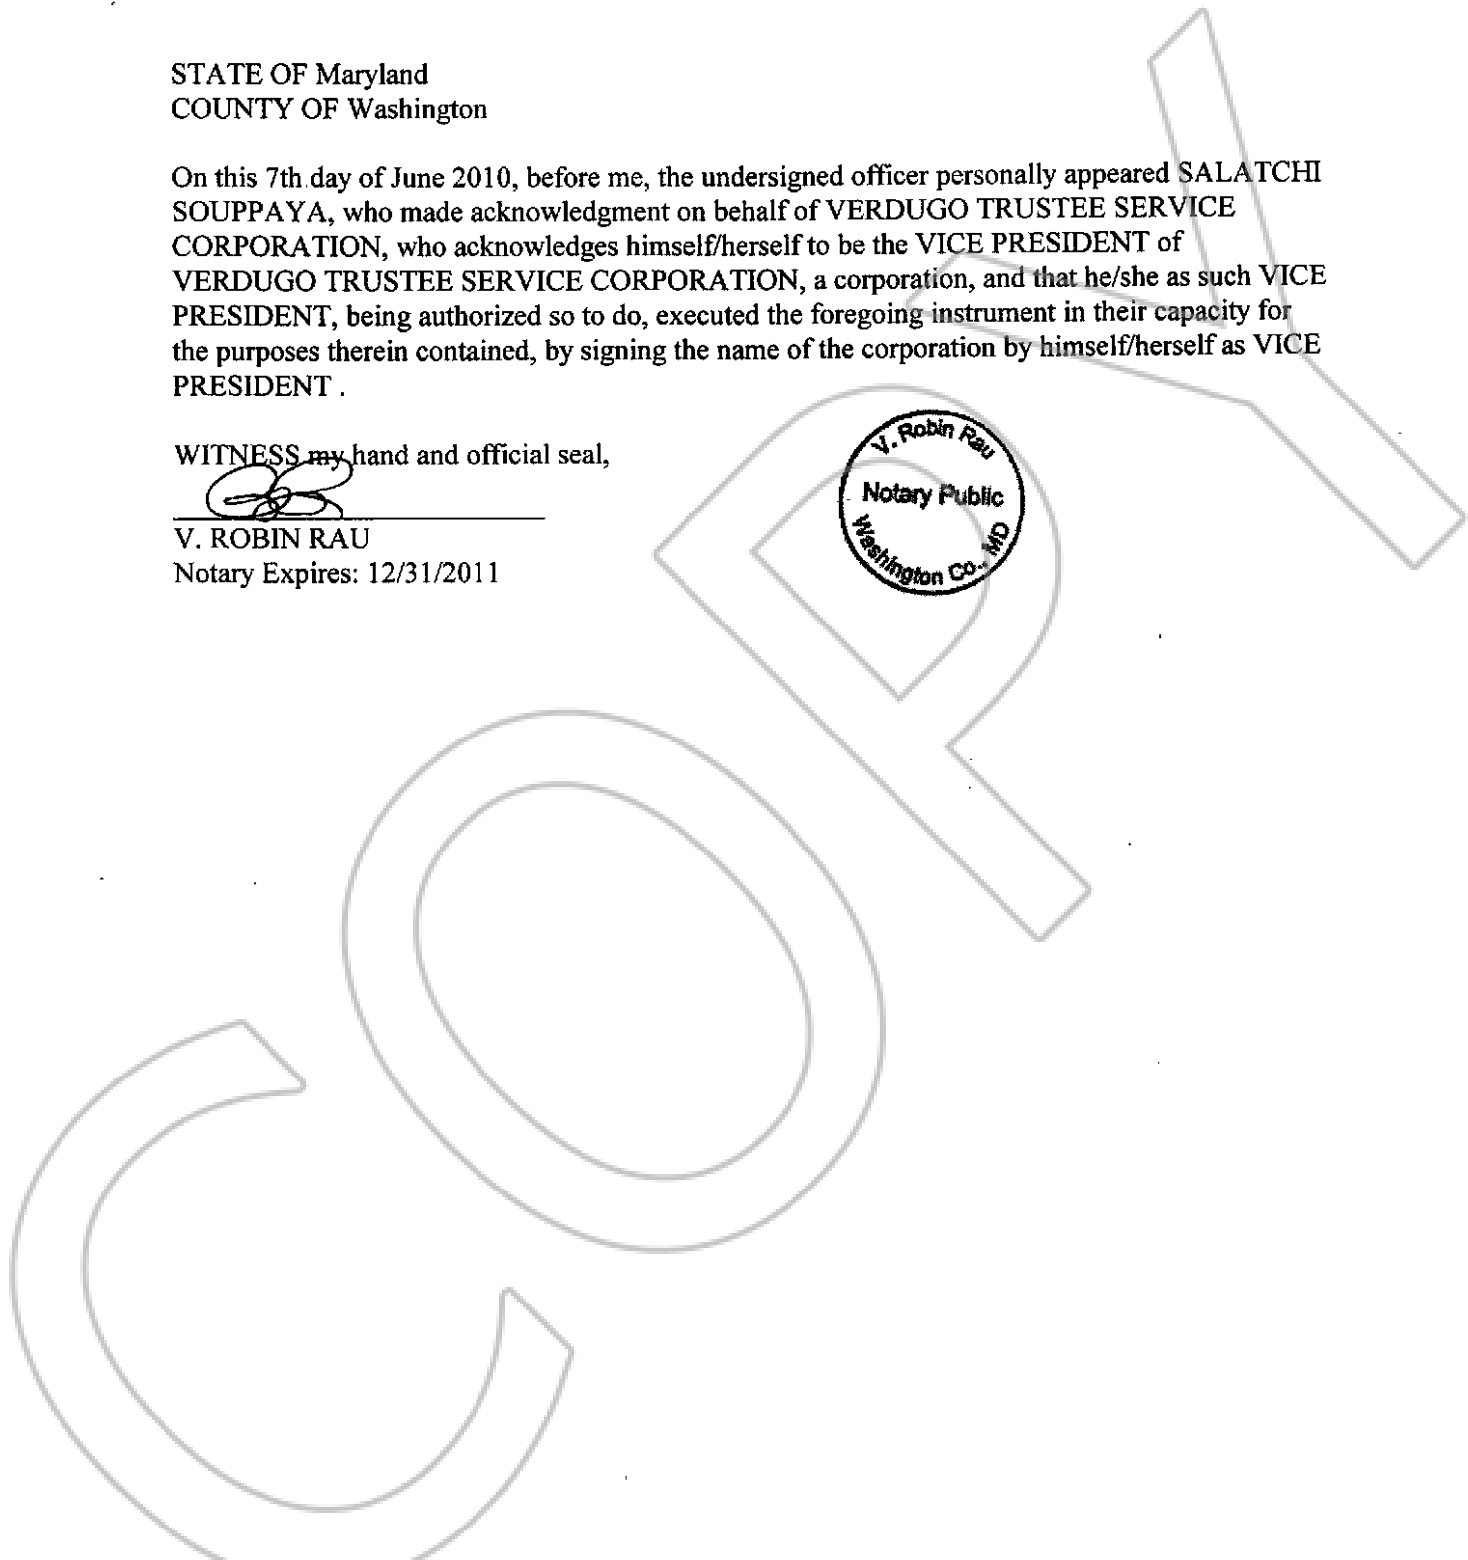 STATE OF Maryland
COUNTY OF Washington
On this 7th day of June 2010, before me, the undersigned officer personally appeared SALATCHI
SOUPPAYA, who made acknowledgment on behalf of VERDUGO TRUSTEE SERVICE
CORPORATION, who acknowledges himself/herself to be the VICE PRESIDENT of
VERDUGO TRUSTEE SERVICE CORPORATION, a corporation, and that he/she as such VICE
PRESIDENT, being authorized so to do, executed the foregoing instrument in their capacity for
the purposes therein contained, by signing the name of the corporation by himself/herself as VICE
PRESIDENT .
WITNESS my hand and official seal,
V. ROBIN RAU
Notary Expires: 12/31/2011
V. Robin Rau
Notary Public
Washington Co., MD
COPY